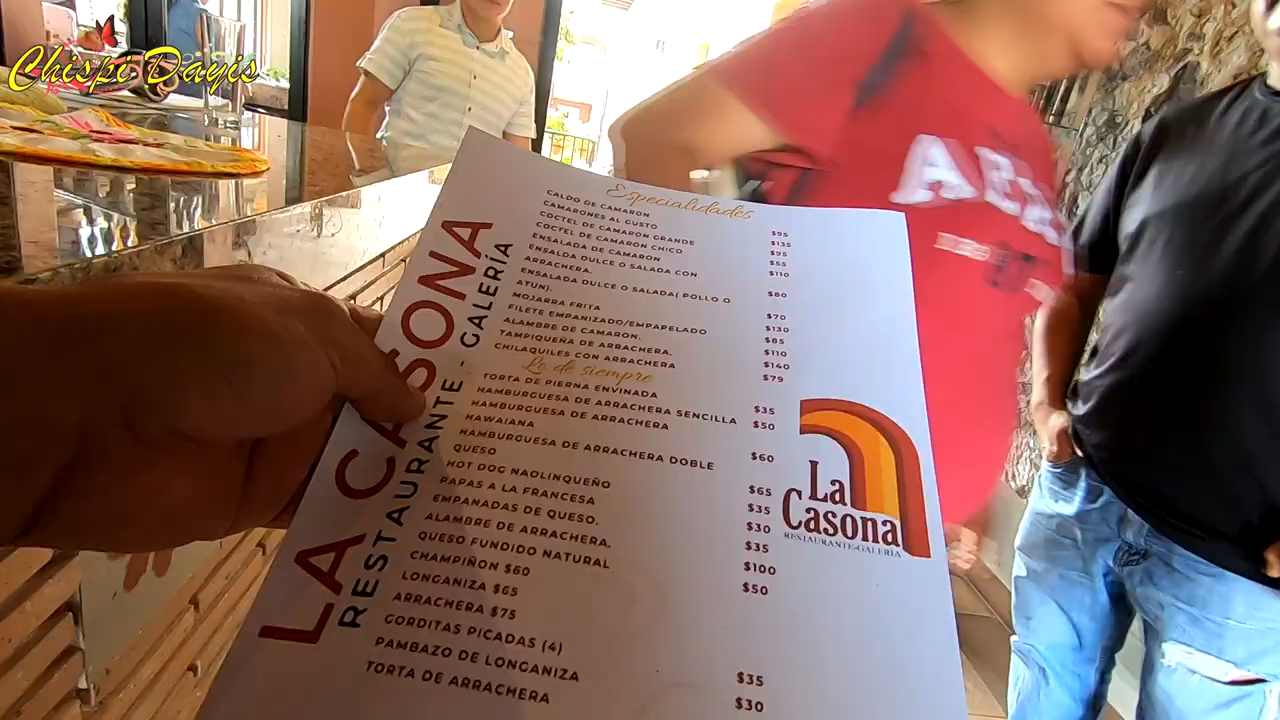 Chispi Dayis
LA CASONA
RESTAURANTE - GALERÍA
Especialidades
CALDO DE CAMARON $95
CAMARONES AL GUSTO $135
COCTEL DE CAMARON GRANDE $95
COCTEL DE CAMARON CHICO $55
ENSALADA DE CAMARON $110
ENSALDA DULCE O SALADA CON
ARRACHERA. $80
ENSALADA DULCE O SALADA( POLLO O
ATUN). $70
MOJARRA FRITA $130
FILETE EMPANIZADO/EMPAPELADO $85
ALAMBRE DE CAMARON. $110
TAMPIQUEÑA DE ARRACHERA. $140
CHILAQUILES CON ARRACHERA $79
Lo de siempre
TORTA DE PIERNA ENVINADA $35
HAMBURGUESA DE ARRACHERA SENCILLA $50
HAMBURGUESA DE ARRACHERA
HAWAIANA $60
HAMBURGUESA DE ARRACHERA DOBLE
QUESO $65
HOT DOG NAOLINQUEÑO $35
PAPAS A LA FRANCESA $30
EMPANADAS DE QUESO. $35
ALAMBRE DE ARRACHERA. $100
QUESO FUNDIDO NATURAL $50
CHAMPIÑON $60
LONGANIZA $65
ARRACHERA $75
GORDITAS PICADAS (4) $35
PAMBAZO DE LONGANIZA $30
TORTA DE ARRACHERA
La
Casona
RESTAURANTE-GALERÍA